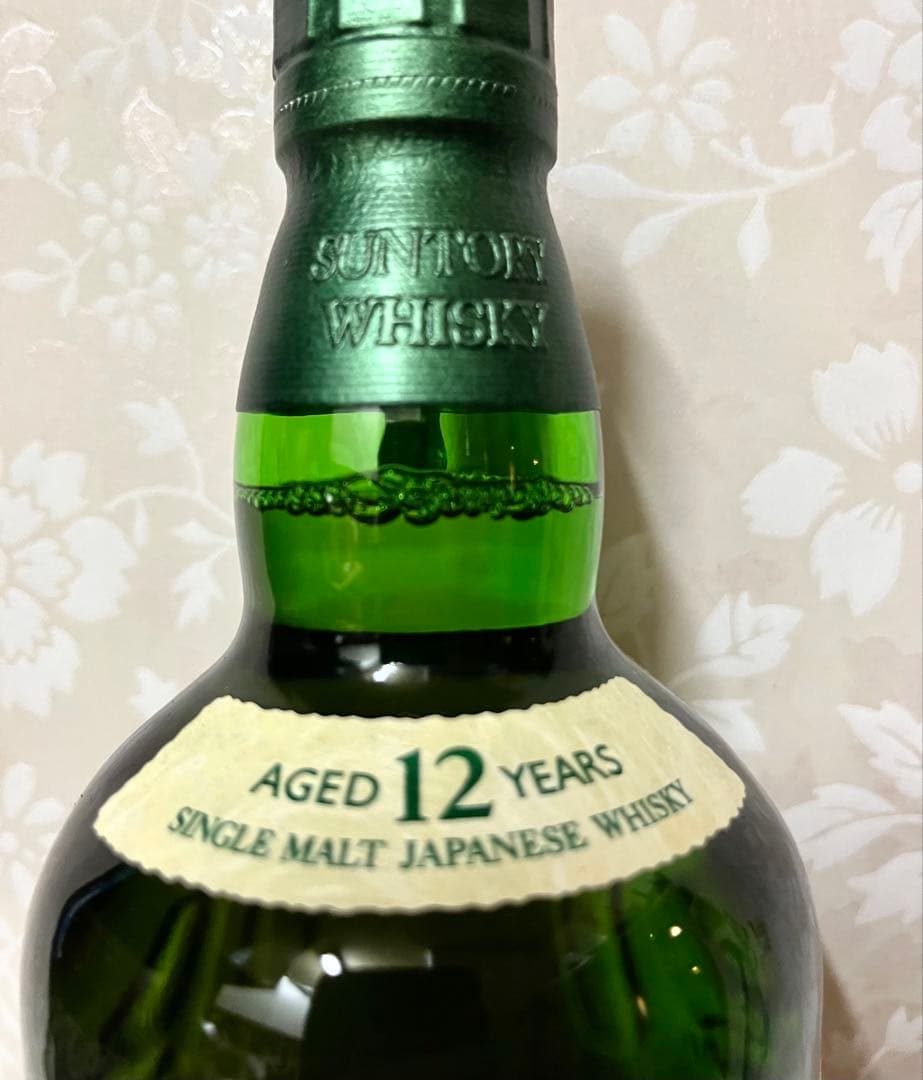 SUNTORY
WHISKY
AGED 12 YEARS
SINGLE MALT JAPANESE WHISKY